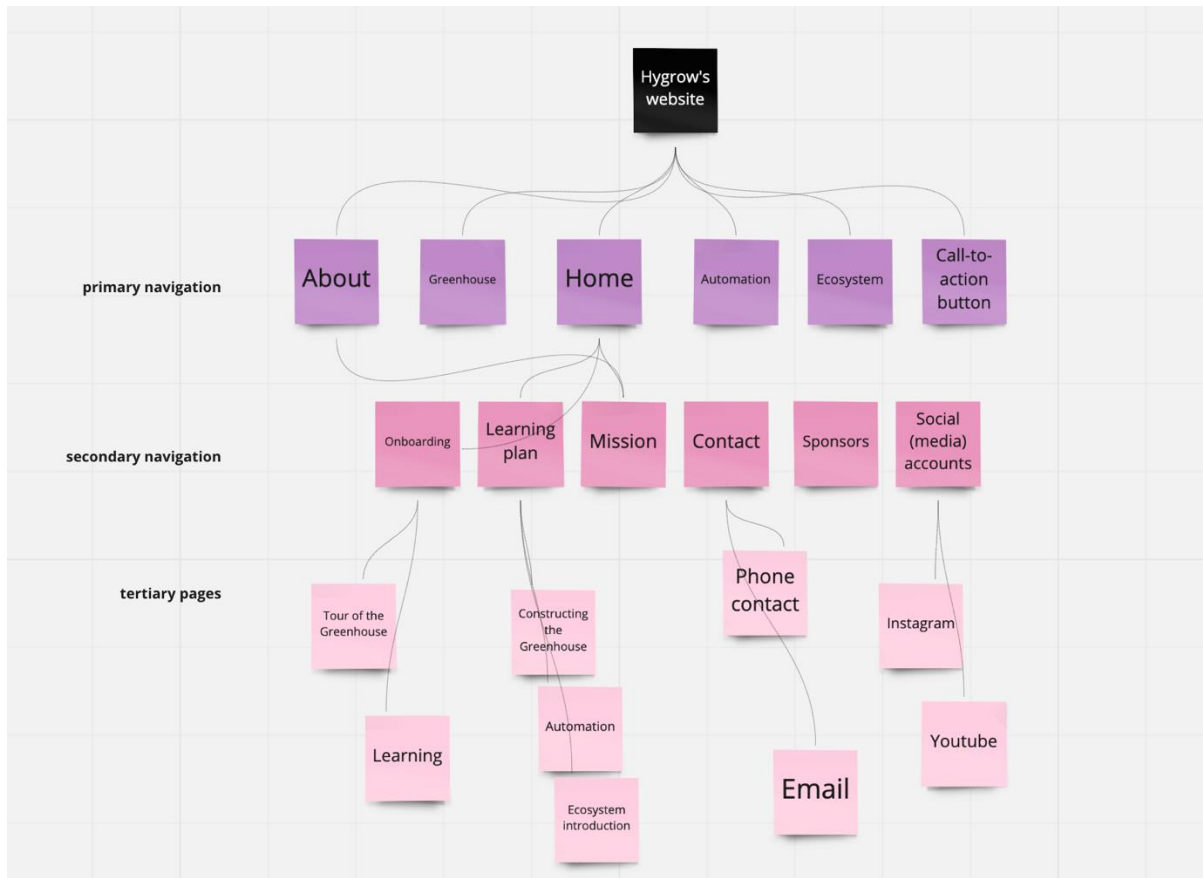 Hygrow's
website
primary navigation
About
Greenhouse
Home
Automation
Ecosystem
Call-to-
action
button
secondary navigation
Onboarding
Learning
plan
Mission
Contact
Sponsors
Social
(media)
accounts
tertiary pages
Tour of the
Greenhouse
Constructing
the
Greenhouse
Phone
contact
Instagram
Learning
Automation
Youtube
Ecosystem
introduction
Email